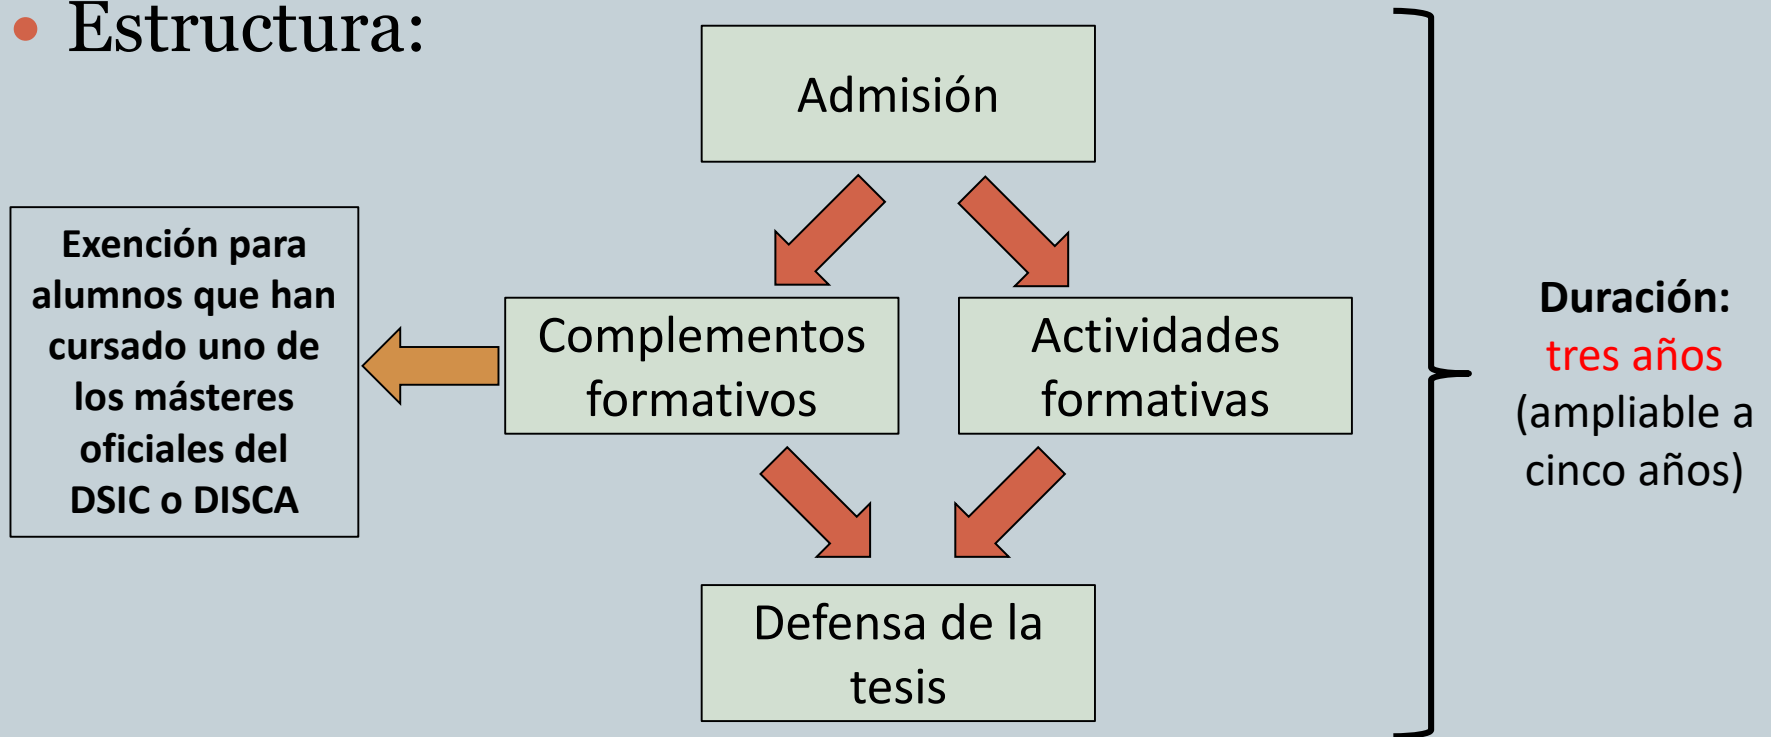 • Estructura:
Admisión
Exención para
alumnos que han
cursado uno de
los másteres
oficiales del
DSIC o DISCA
Complementos
formativos
Actividades
formativas
Defensa de la
tesis
Duración:
tres años
(ampliable a
cinco años)